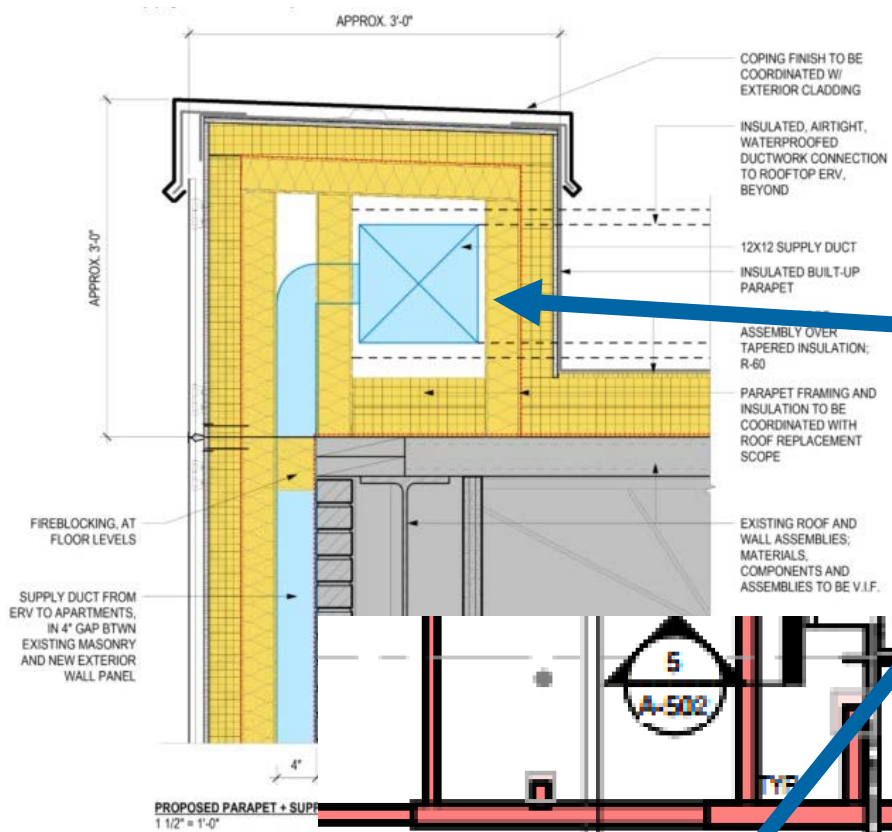 APPROX. 3'-0"
COPING FINISH TO BE
COORDINATED W/
EXTERIOR CLADDING
INSULATED, AIRTIGHT,
WATERPROOFED
DUCTWORK CONNECTION
TO ROOFTOP ERV,
BEYOND
APPROX. 3'-0"
12X12 SUPPLY DUCT
INSULATED BUILT-UP
PARAPET
ASSEMBLY OVER
TAPERED INSULATION;
R-60
PARAPET FRAMING AND
INSULATION TO BE
COORDINATED WITH
ROOF REPLACEMENT
SCOPE
FIREBLOCKING, AT
FLOOR LEVELS
EXISTING ROOF AND
WALL ASSEMBLIES;
MATERIALS,
COMPONENTS AND
ASSEMBLIES TO BE V.I.F.
SUPPLY DUCT FROM
ERV TO APARTMENTS,
IN 4" GAP BTWN
EXISTING MASONRY
AND NEW EXTERIOR
WALL PANEL
5
A-502
4"
TYP
PROPOSED PARAPET + SUPP
1 1/2" = 1'-0"